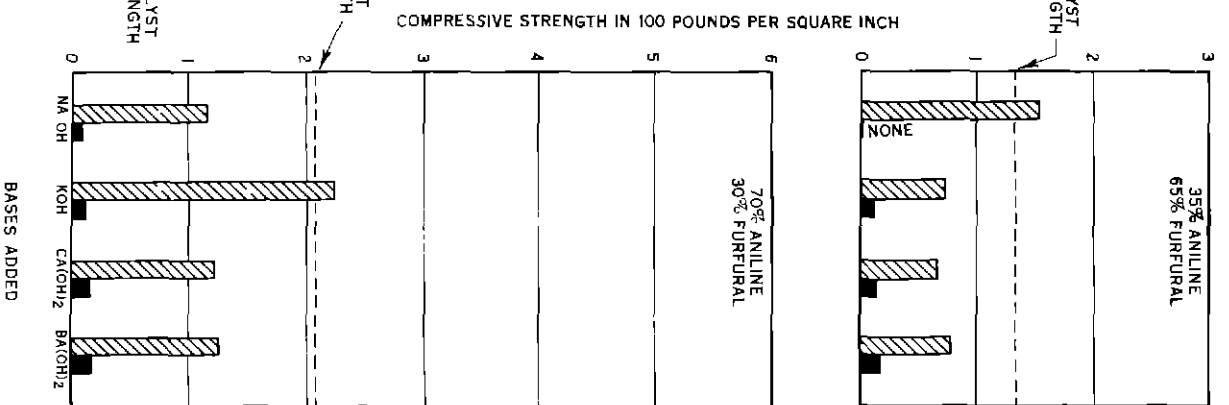 COMPRESSIVE STRENGTH IN 100 POUNDS PER SQUARE INCH
0
1
2
3
35% ANILINE
65% FURFURAL
NONE
0
1
2
3
4
5
6
70% ANILINE
30% FURFURAL
NA OH
KOH
CA(OH)2
BA(OH)2
BASES ADDED